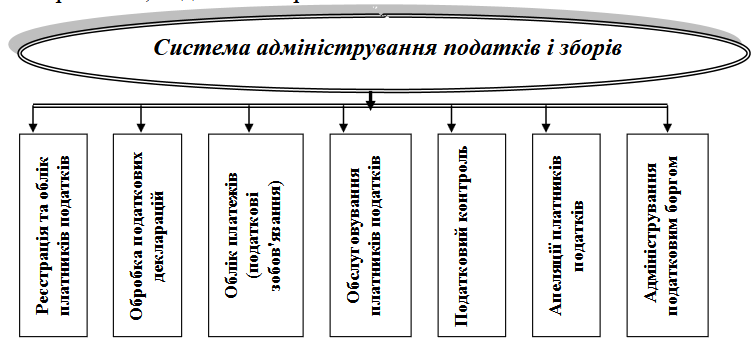 Система адміністрування податків і зборів
Реєстрація та облік
платників податків
Обробка податкових
декларацій
Облік платежів
(податкові
зобов'язання)
Обслуговування
платників податків
Податковий контроль
Апеляції платників
податків
Адміністрування
податковим боргом